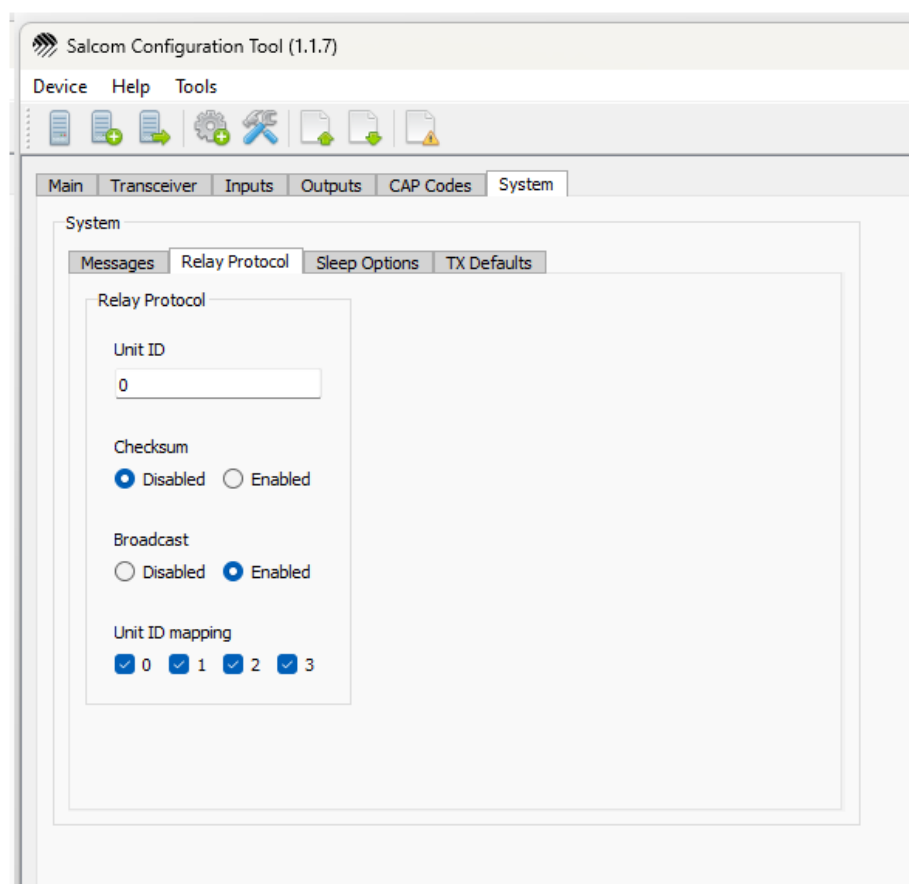 Salcom Configuration Tool (1.1.7)
Device Help Tools
Main Transceiver Inputs Outputs CAP Codes System
System
Messages Relay Protocol Sleep Options TX Defaults
Relay Protocol
Unit ID
0
Checksum
Disabled Enabled
Broadcast
Disabled Enabled
Unit ID mapping
0 1 2 3